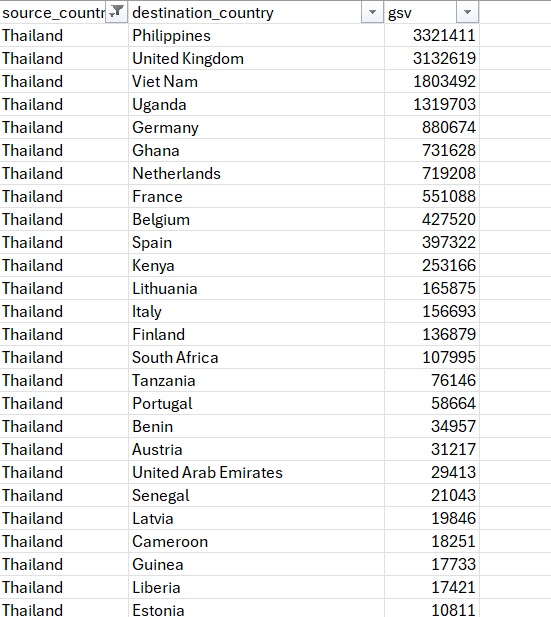 source_countr destination_country gsv
Thailand Philippines 3321411
Thailand United Kingdom 3132619
Thailand Viet Nam 1803492
Thailand Uganda 1319703
Thailand Germany 880674
Thailand Ghana 731628
Thailand Netherlands 719208
Thailand France 551088
Thailand Belgium 427520
Thailand Spain 397322
Thailand Kenya 253166
Thailand Lithuania 165875
Thailand Italy 156693
Thailand Finland 136879
Thailand South Africa 107995
Thailand Tanzania 76146
Thailand Portugal 58664
Thailand Benin 34957
Thailand Austria 31217
Thailand United Arab Emirates 29413
Thailand Senegal 21043
Thailand Latvia 19846
Thailand Cameroon 18251
Thailand Guinea 17733
Thailand Liberia 17421
Thailand Estonia 10811